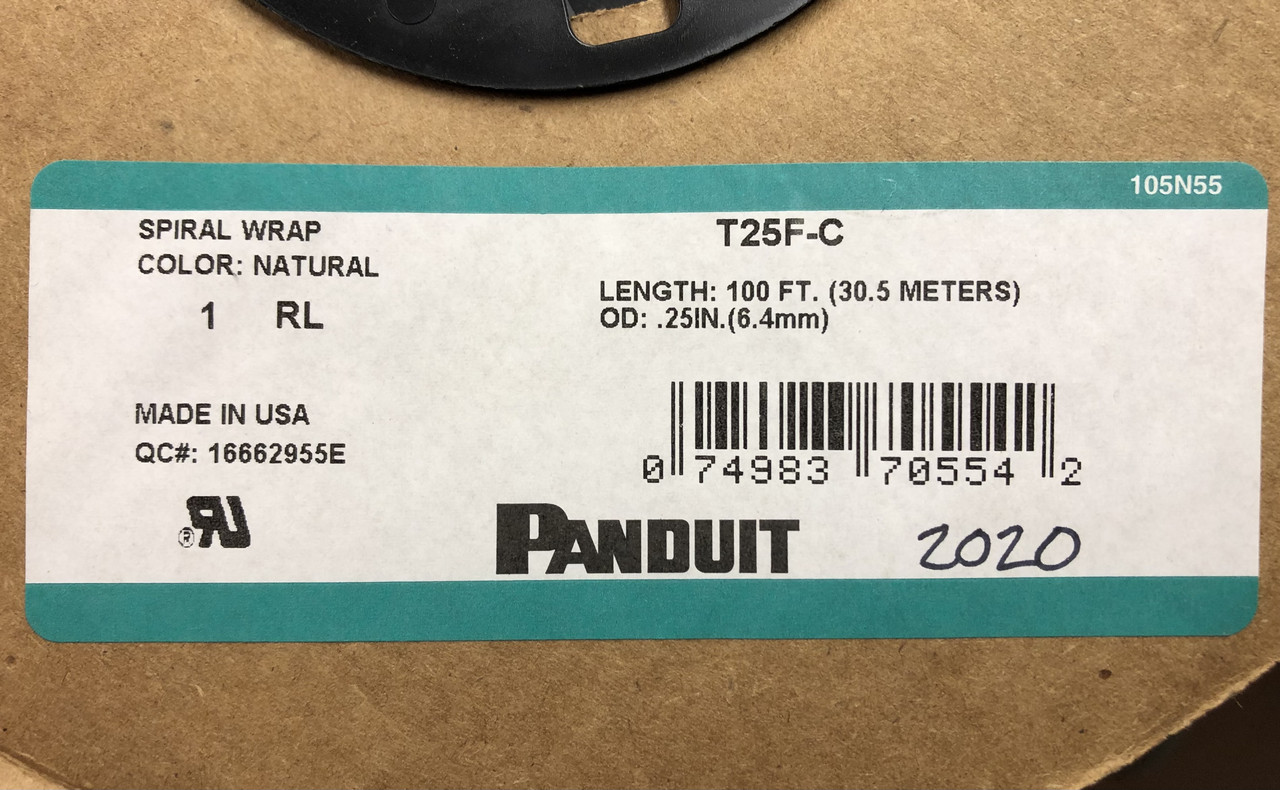 105N55
SPIRAL WRAP
COLOR: NATURAL
1 RL
T25F-C
LENGTH: 100 FT. (30.5 METERS)
OD: .25IN.(6.4mm)
MADE IN USA
QC#: 16662955E
0 74983 70554 2
RU®
PANDUIT
2020